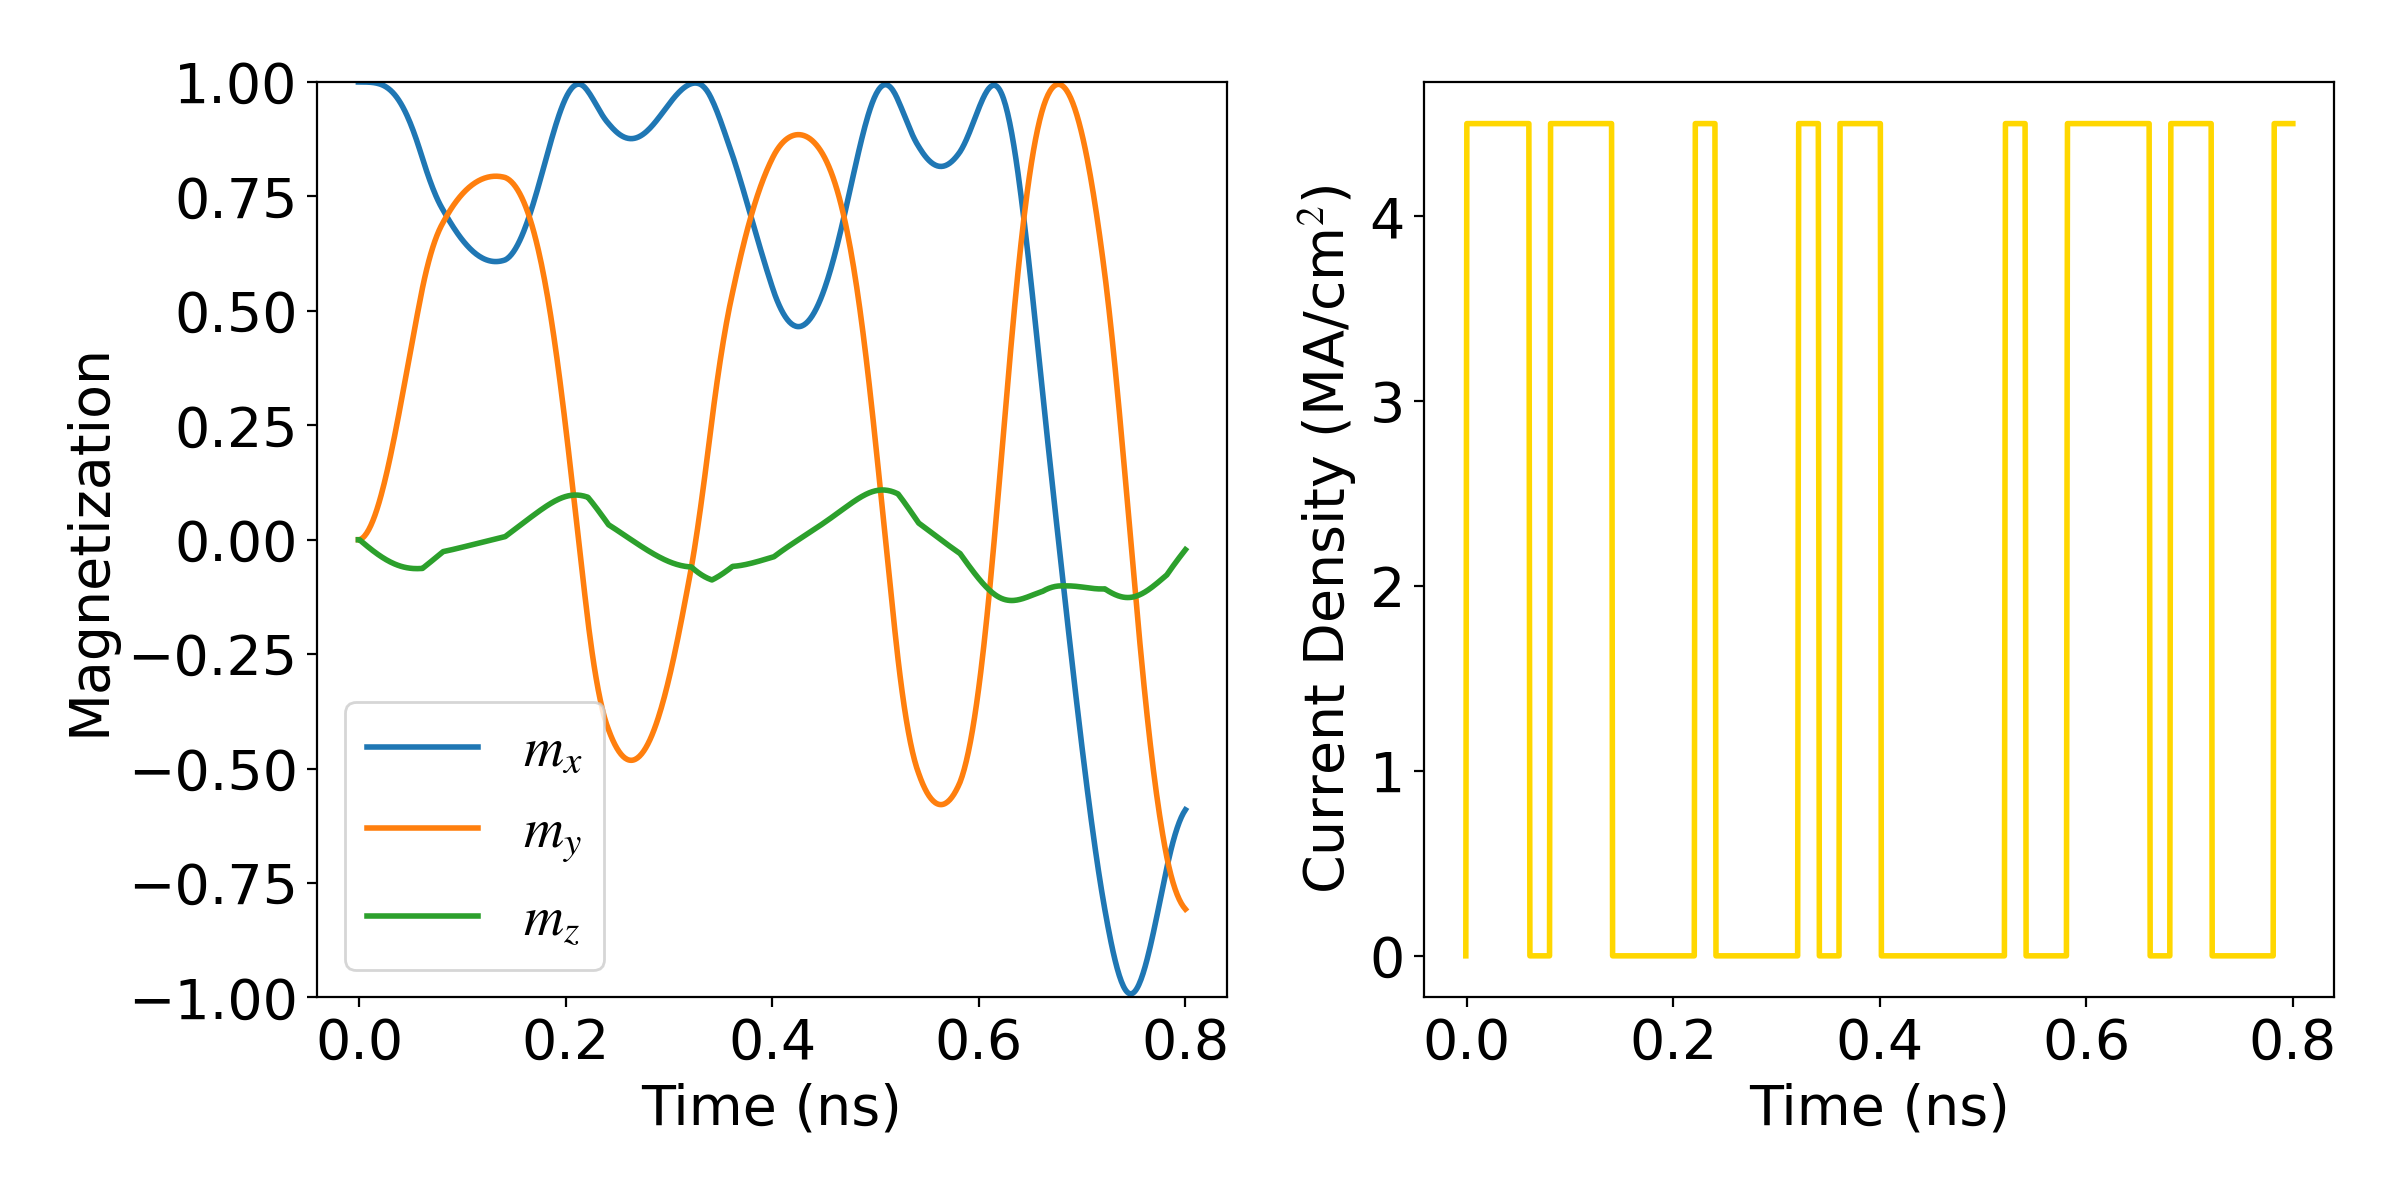 1.00
0.75
0.50
0.25
0.00
−0.25
−0.50
−0.75
−1.00
Magnetization
m_x
m_y
m_z
0.0 0.2 0.4 0.6 0.8
Time (ns)
4
3
2
1
0
Current Density (MA/cm²)
0.0 0.2 0.4 0.6 0.8
Time (ns)